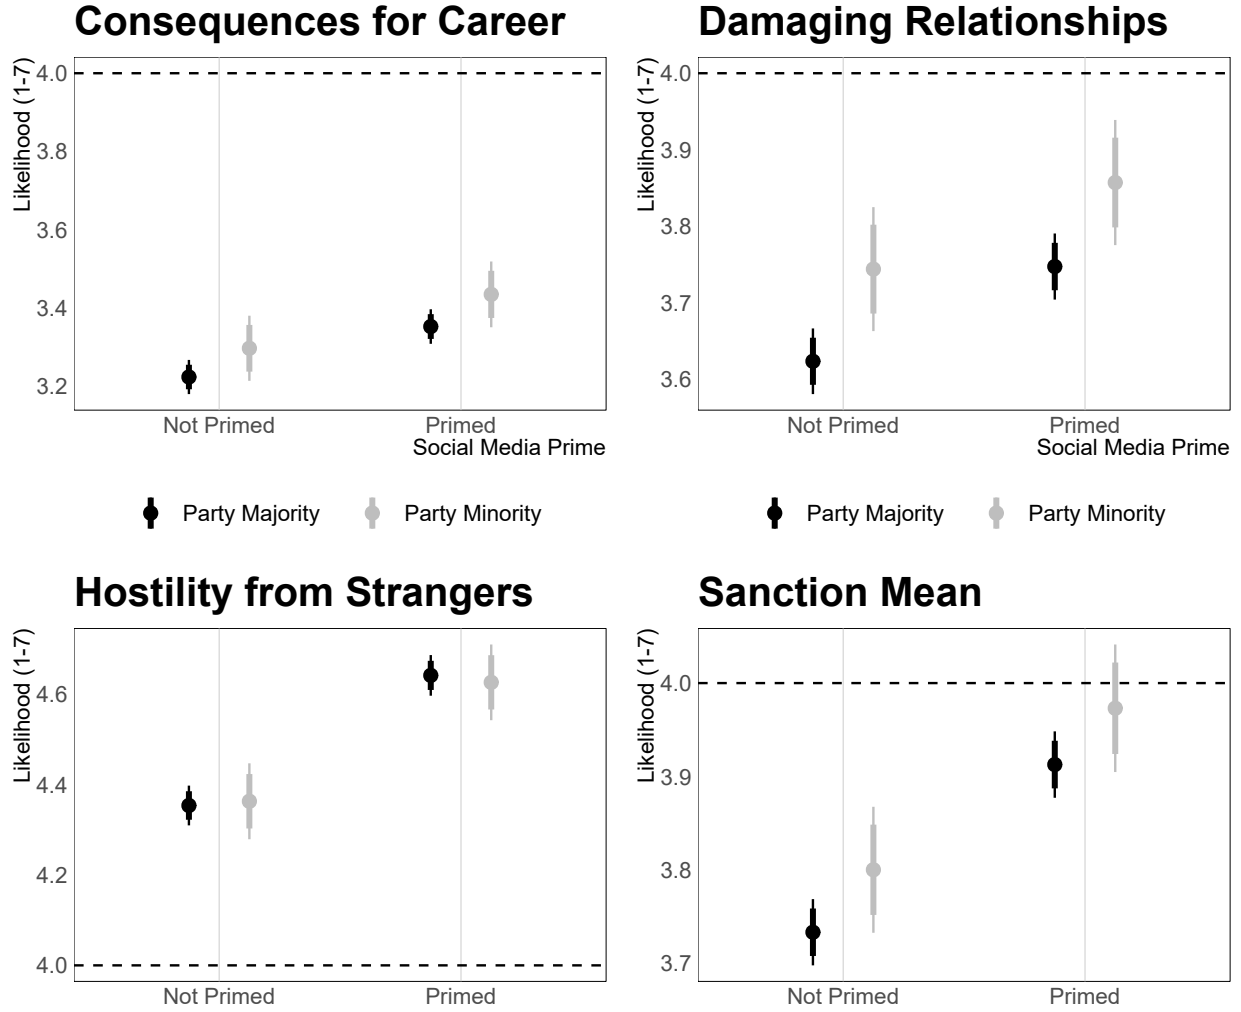 Consequences for Career
Likelihood (1-7)
4.0
3.8
3.6
3.4
3.2
Not Primed
Primed
Social Media Prime
Party Majority
Party Minority
Damaging Relationships
Likelihood (1-7)
4.0
3.9
3.8
3.7
3.6
Not Primed
Primed
Social Media Prime
Party Majority
Party Minority
Hostility from Strangers
Likelihood (1-7)
4.6
4.4
4.2
4.0
Not Primed
Primed
Sanction Mean
Likelihood (1-7)
4.0
3.9
3.8
3.7
Not Primed
Primed